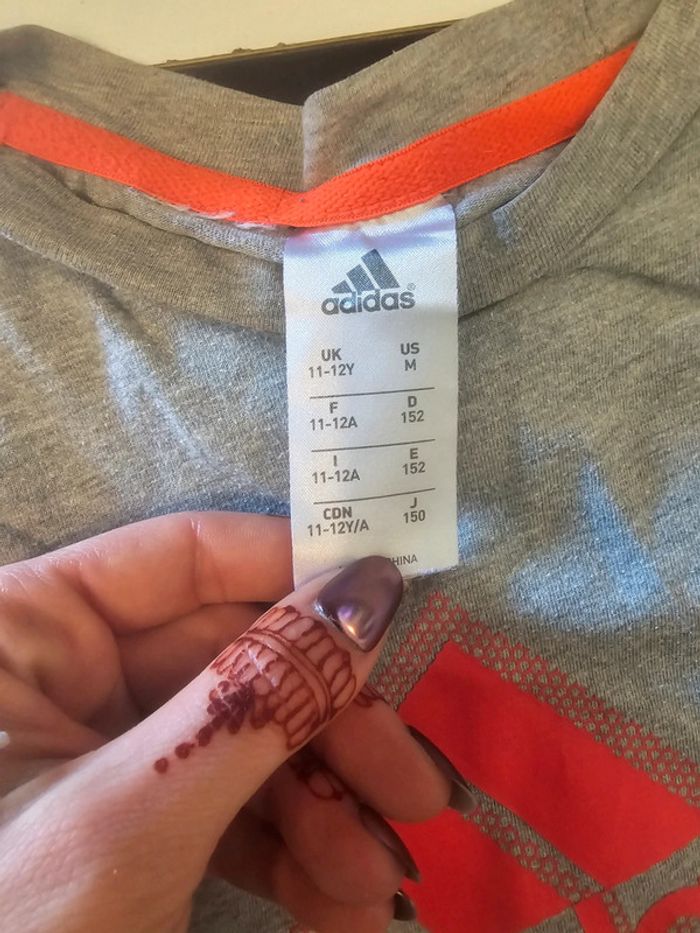 adidas®
UK US
11-12Y M
F D
11-12A 152
I E
11-12A 152
CDN J
11-12Y/A 150